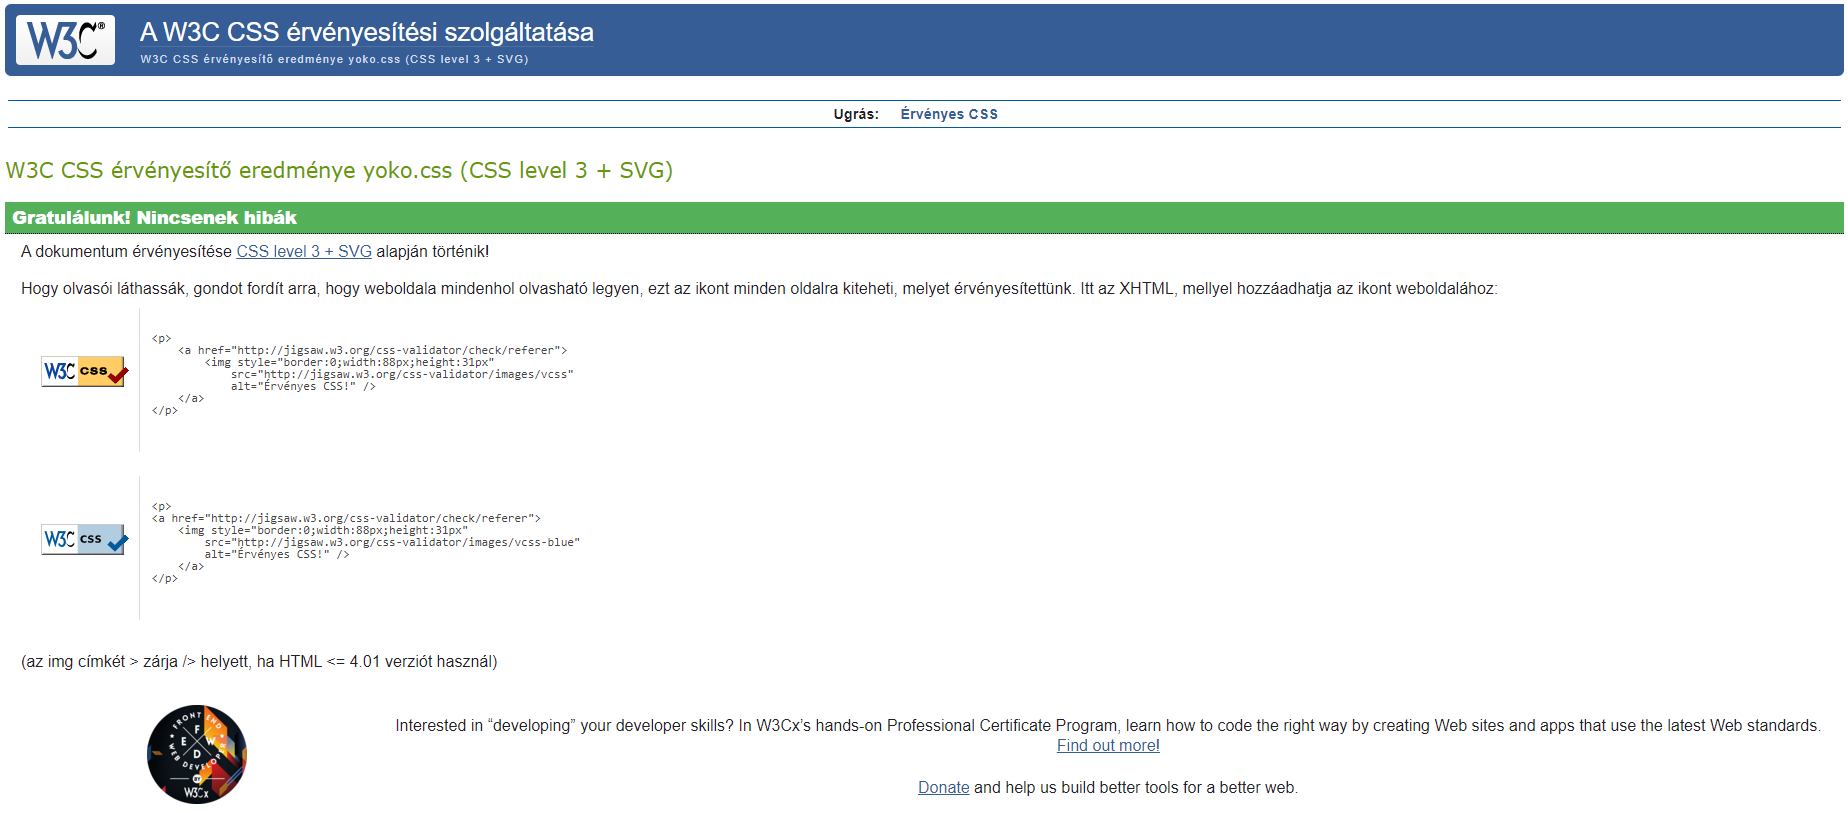 W3C®
A W3C CSS érvényesítési szolgáltatása
W3C CSS érvényesítő eredménye yoko.css (CSS level 3 + SVG)
Ugrás: Érvényes CSS
W3C CSS érvényesítő eredménye yoko.css (CSS level 3 + SVG)
Gratulálunk! Nincsenek hibák
A dokumentum érvényesítése CSS level 3 + SVG alapján történik!
Hogy olvasói láthassák, gondot fordít arra, hogy weboldala mindenhol olvasható legyen, ezt az ikont minden oldalra kiteheti, melyet érvényesítettünk. Itt az XHTML, mellyel hozzáadhatja az ikont weboldalához:
W3C CSS
<p>
<a href="http://jigsaw.w3.org/css-validator/check/referer">
<img style="border:0;width:88px;height:31px"
src="http://jigsaw.w3.org/css-validator/images/vcss"
alt="Érvényes CSS!" />
</a>
</p>
W3C CSS
<p>
<a href="http://jigsaw.w3.org/css-validator/check/referer">
<img style="border:0;width:88px;height:31px"
src="http://jigsaw.w3.org/css-validator/images/vcss-blue"
alt="Érvényes CSS!" />
</a>
</p>
(az img címkét > zárja /> helyett, ha HTML <= 4.01 verziót használ)
FRONT END
F E W D
WEB DEVELOPER
BY
W3Cx
Interested in “developing” your developer skills? In W3Cx’s hands-on Professional Certificate Program, learn how to code the right way by creating Web sites and apps that use the latest Web standards.
Find out more!
Donate and help us build better tools for a better web.